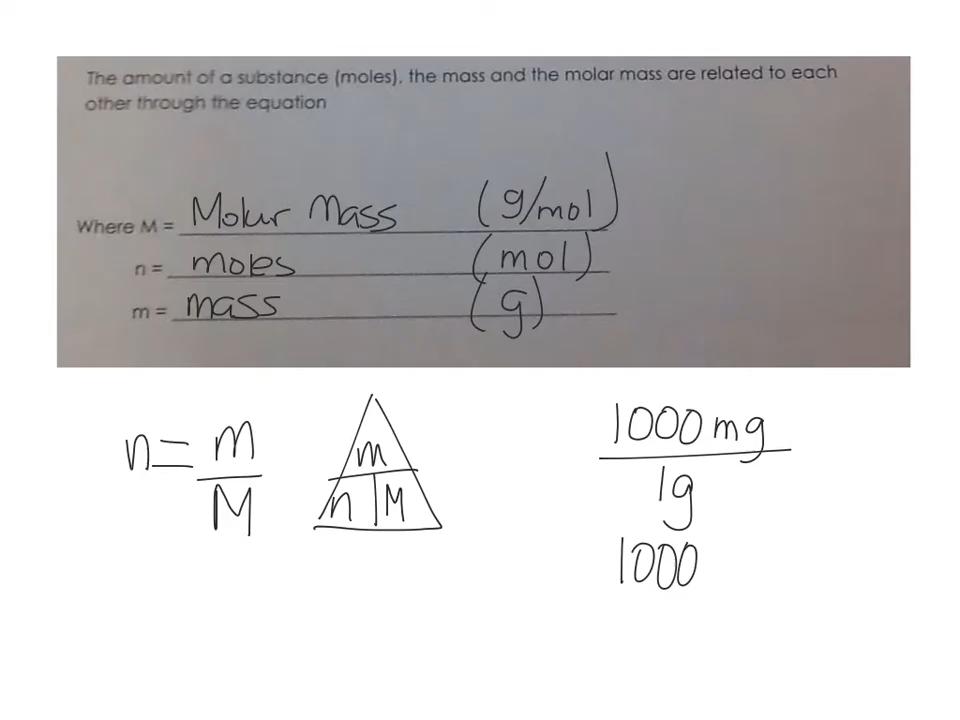 The amount of a substance (moles), the mass and the molar mass are related to each
other through the equation
Where M = Molar Mass (g/mol)
n = moles (mol)
m = mass (g)
n = m / M
m
n | M
1000 mg
1g
1000